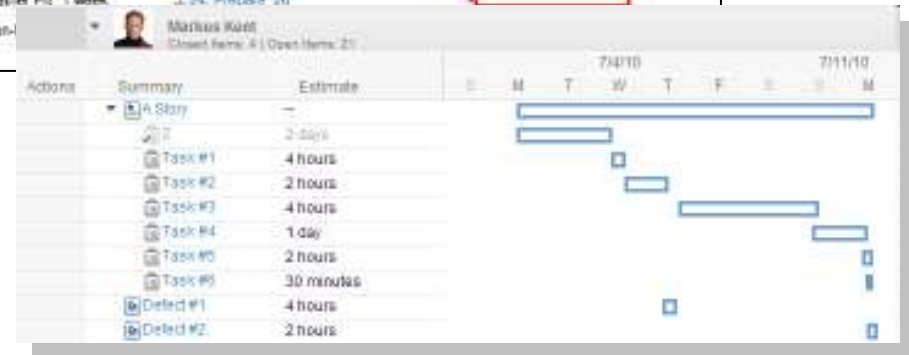 Markus Kent
Closed Items: 4 | Open Items: 21
7/4/10 7/11/10
Actions Summary Estimate S M T W T F S S M
A Story --
2 2 days
Task #1 4 hours
Task #2 2 hours
Task #3 4 hours
Task #4 1 day
Task #5 2 hours
Task #6 30 minutes
Defect #1 4 hours
Defect #2 2 hours